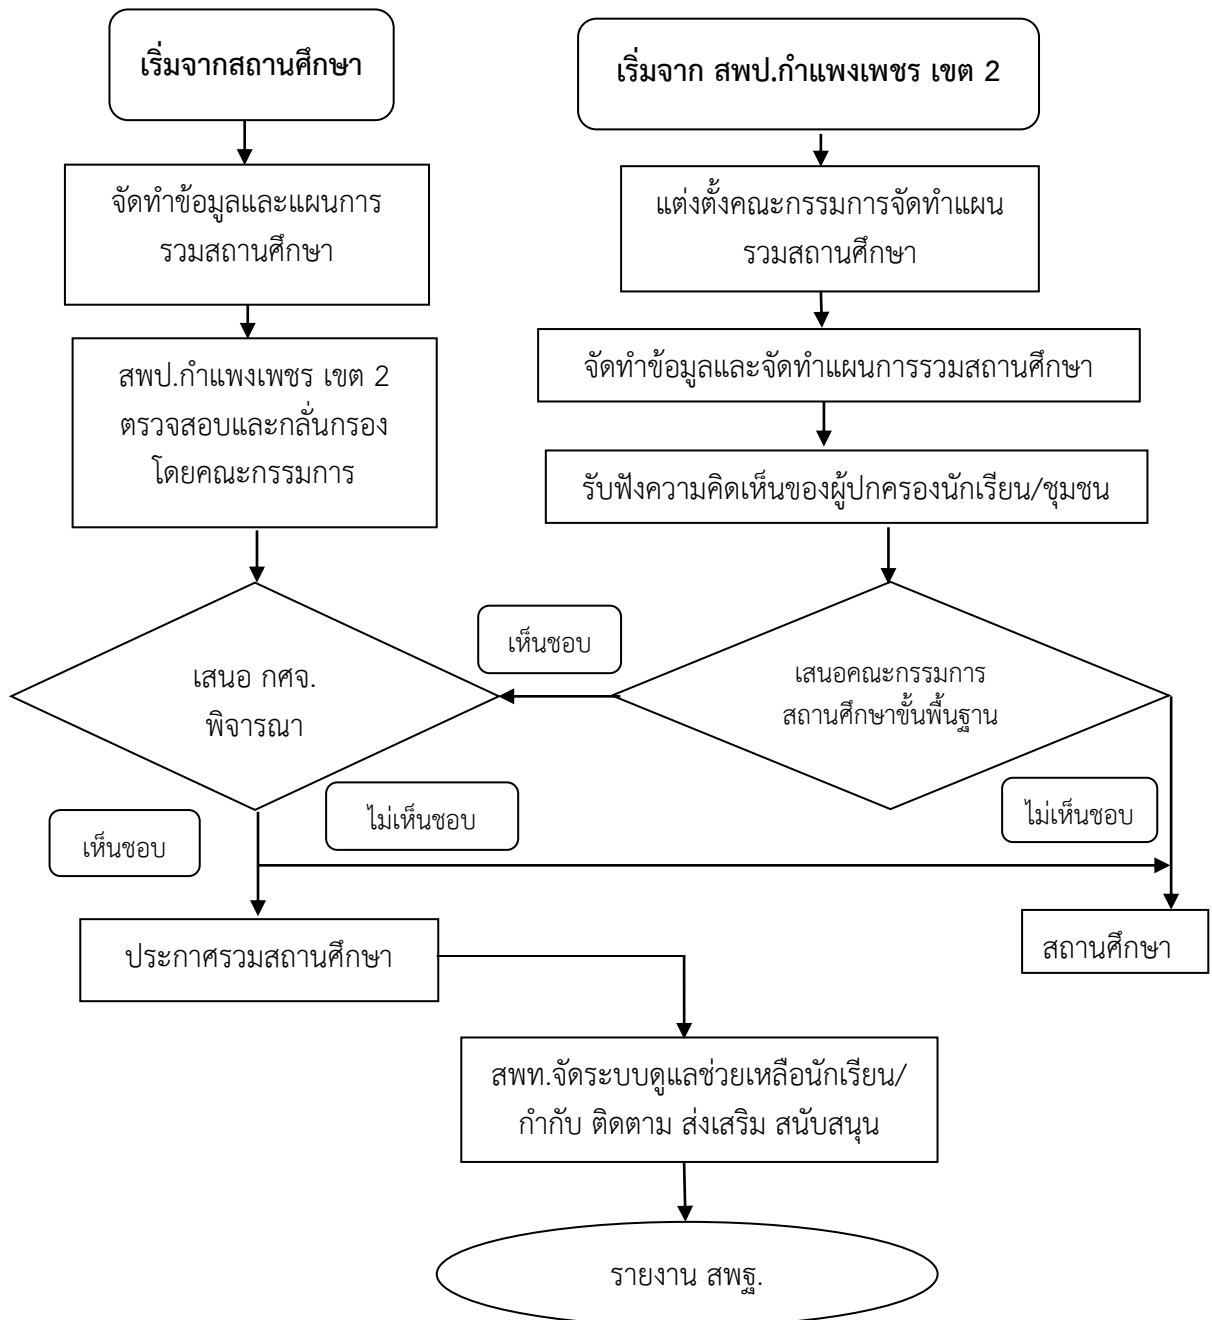 เริ่มจากสถานศึกษา
เริ่มจาก สพป.กำแพงเพชร เขต 2
จัดทำข้อมูลและแผนการ
รวมสถานศึกษา
แต่งตั้งคณะกรรมการจัดทำแผน
รวมสถานศึกษา
สพป.กำแพงเพชร เขต 2
ตรวจสอบและกลั่นกรอง
โดยคณะกรรมการ
จัดทำข้อมูลและจัดทำแผนการรวมสถานศึกษา
รับฟังความคิดเห็นของผู้ปกครองนักเรียน/ชุมชน
เห็นชอบ
เสนอ กศจ.
พิจารณา
เสนอคณะกรรมการ
สถานศึกษาขั้นพื้นฐาน
เห็นชอบ
ไม่เห็นชอบ
ไม่เห็นชอบ
ประกาศรวมสถานศึกษา
สถานศึกษา
สพท.จัดระบบดูแลช่วยเหลือนักเรียน/
กำกับ ติดตาม ส่งเสริม สนับสนุน
รายงาน สพฐ.